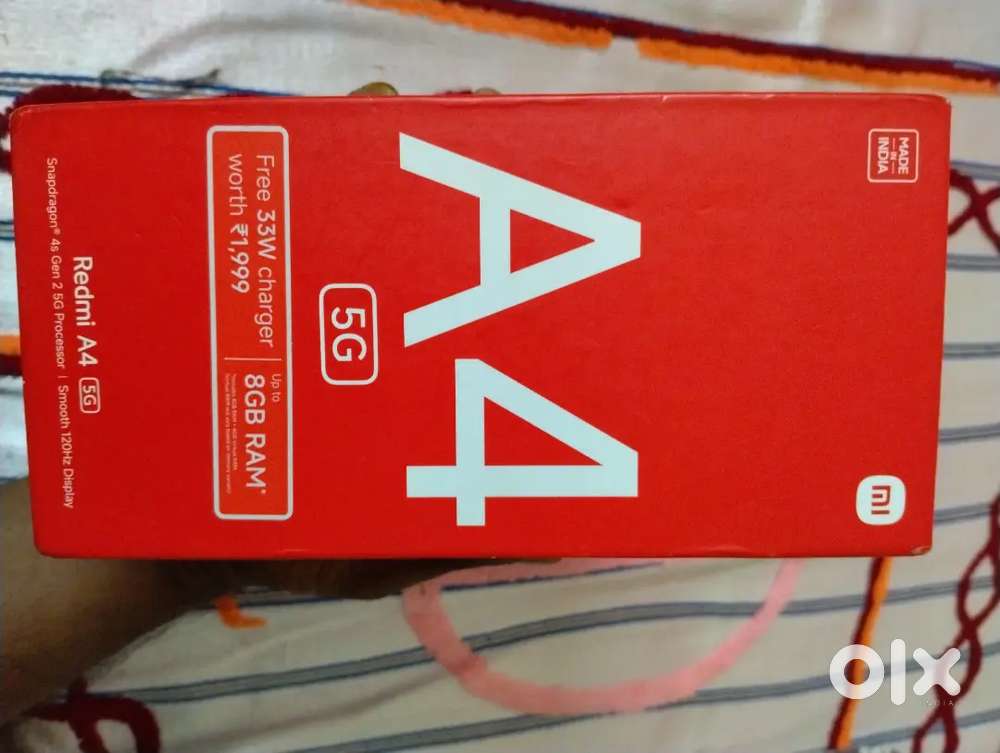 MADE
IN
INDIA
mi
A4
5G
Free 33W charger
worth ₹1,999
Up to
8GB RAM*
Redmi A4 5G
Snapdragon® 4s Gen 2 5G Processor | Smooth 120Hz Display
olx
INDIA